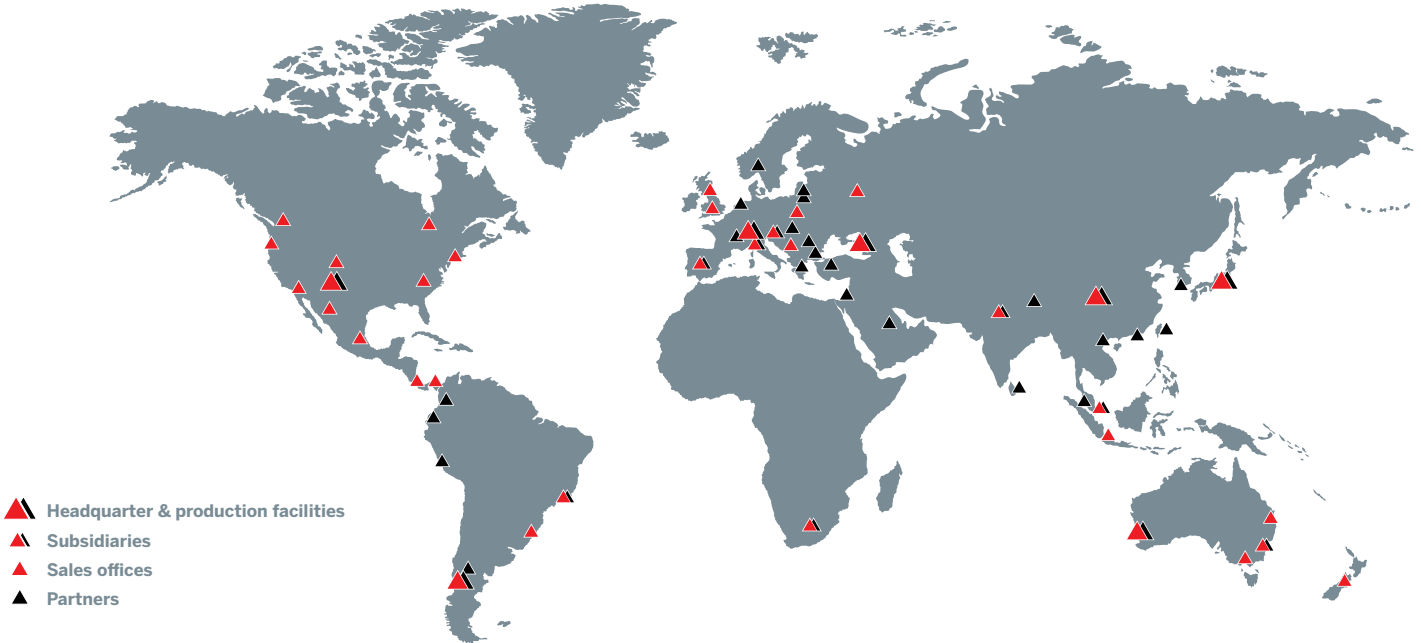 Headquarter & production facilities
Subsidiaries
Sales offices
Partners